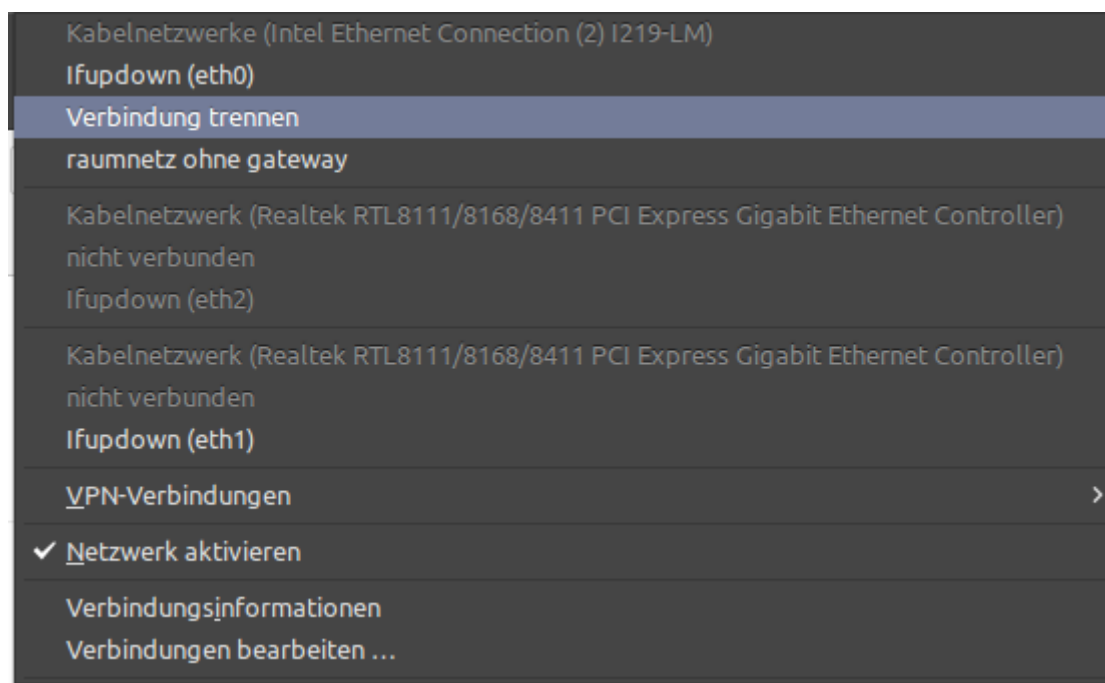 Kabelnetzwerke (Intel Ethernet Connection (2) I219-LM)
Ifupdown (eth0)
Verbindung trennen
raumnetz ohne gateway
Kabelnetzwerk (Realtek RTL8111/8168/8411 PCI Express Gigabit Ethernet Controller)
nicht verbunden
Ifupdown (eth2)
Kabelnetzwerk (Realtek RTL8111/8168/8411 PCI Express Gigabit Ethernet Controller)
nicht verbunden
Ifupdown (eth1)
VPN-Verbindungen
Netzwerk aktivieren
Verbindungsinformationen
Verbindungen bearbeiten …